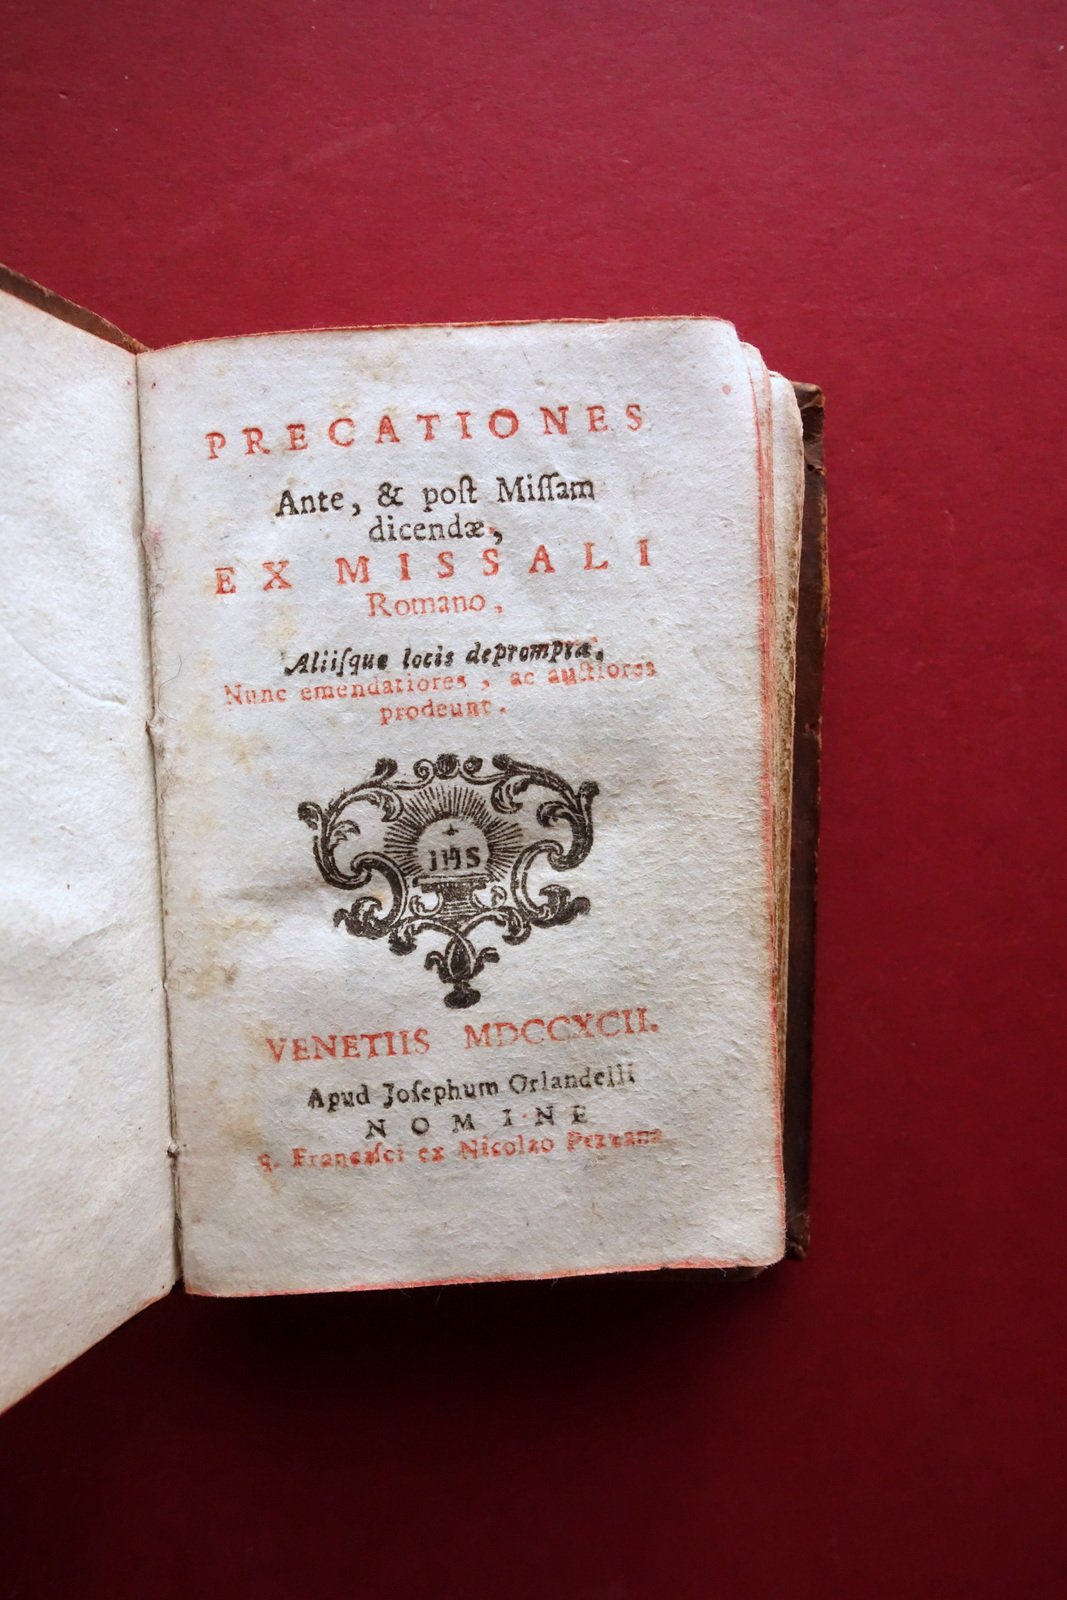 PRECATIONES
Ante, & poſt Miſſam
dicendæ,
EX MISSALI
Romano,
Aliiſque locis depromptæ,
Nunc emendatiores, ac auctiores
prodeunt.
IHS
VENETIIS MDCCXCII.
Apud Joſephum Orlandelli
NOMINE
q. Franciſci ex Nicolao Pezzana